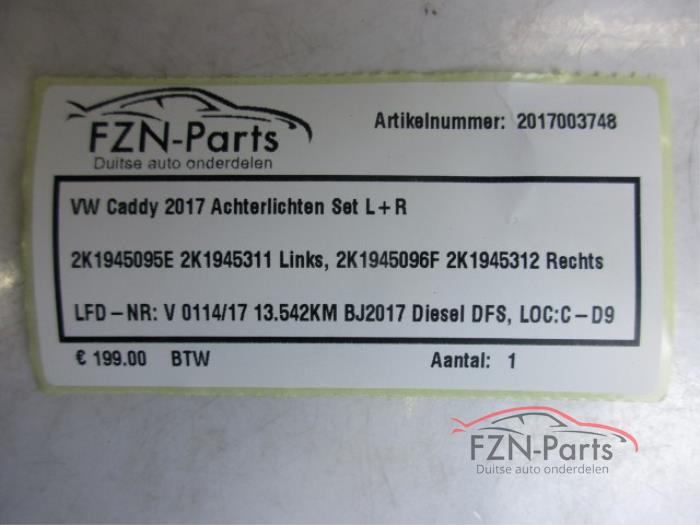 FZN-Parts
Duitse auto onderdelen
Artikelnummer: 2017003748
VW Caddy 2017 Achterlichten Set L+R
2K1945095E 2K1945311 Links, 2K1945096F 2K1945312 Rechts
LFD-NR: V 0114/17 13.542KM BJ2017 Diesel DFS, LOC:C-D9
€ 199.00 BTW Aantal: 1
FZN-Parts
Duitse auto onderdelen